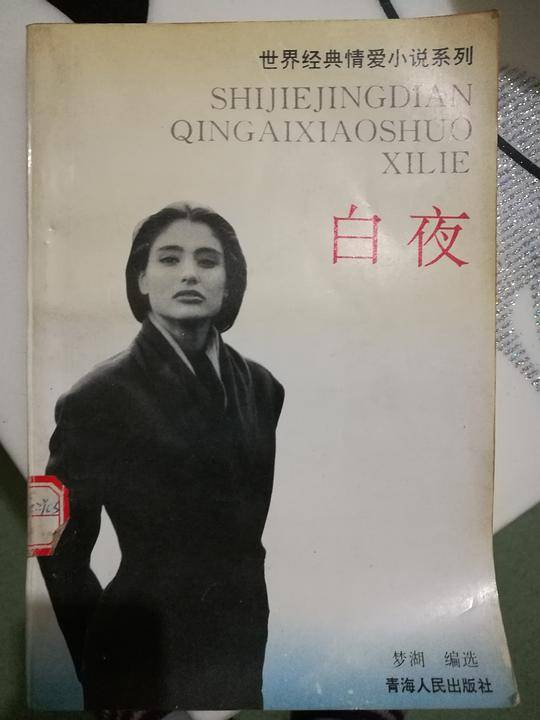 世界经典情爱小说系列
SHIJIEJINGDIAN
QINGAIXIAOSHUO
XILIE
白夜
梦湖 编选
青海人民出版社